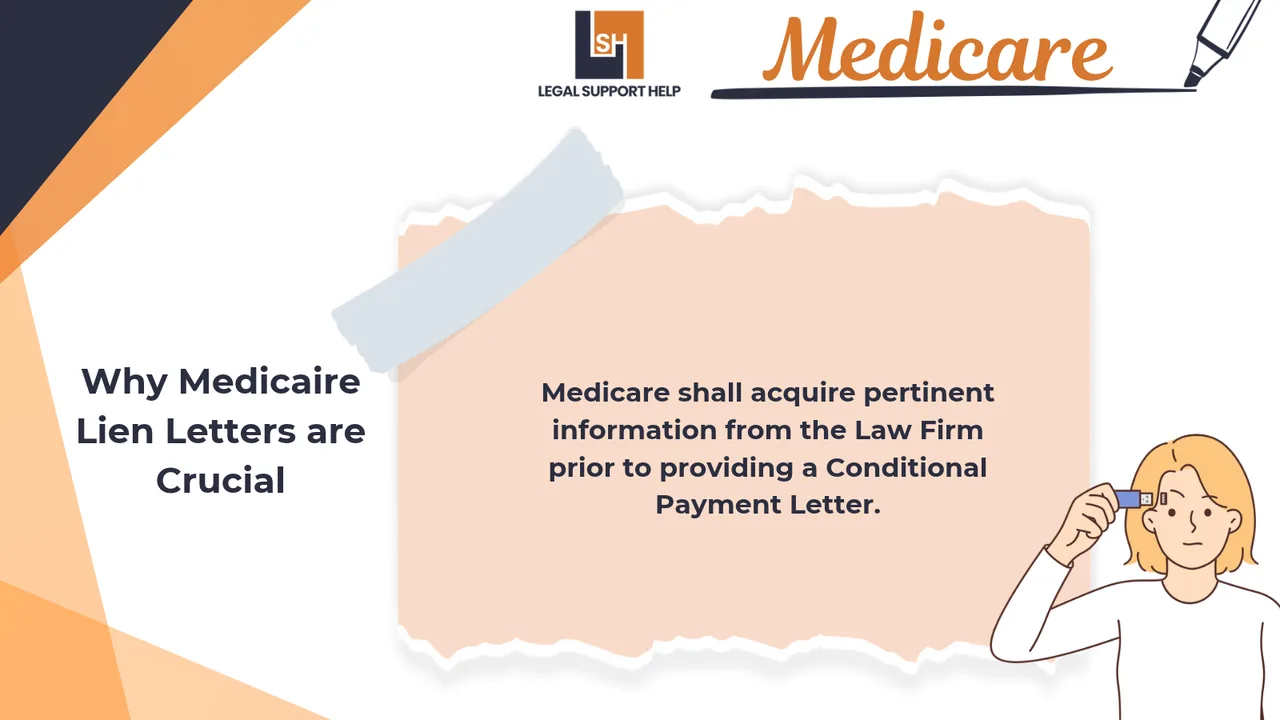 LSH
LEGAL SUPPORT HELP
Medicare
Why Medicaire
Lien Letters are
Crucial
Medicare shall acquire pertinent
information from the Law Firm
prior to providing a Conditional
Payment Letter.